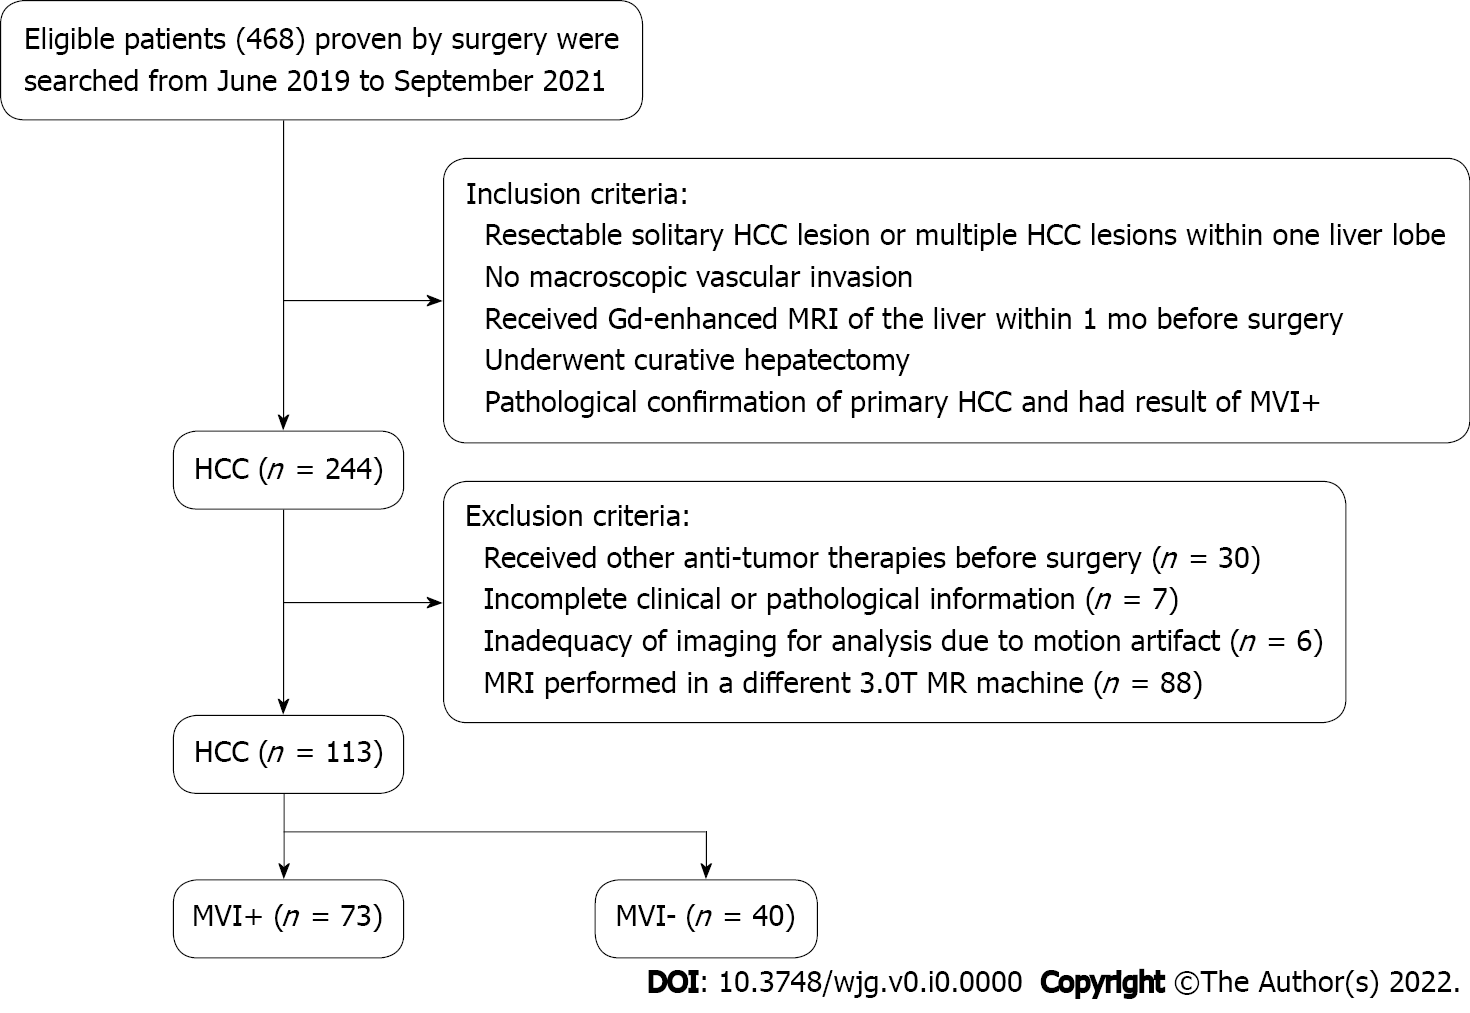 Eligible patients (468) proven by surgery were
searched from June 2019 to September 2021
Inclusion criteria:
Resectable solitary HCC lesion or multiple HCC lesions within one liver lobe
No macroscopic vascular invasion
Received Gd-enhanced MRI of the liver within 1 mo before surgery
Underwent curative hepatectomy
Pathological confirmation of primary HCC and had result of MVI+
HCC (n = 244)
Exclusion criteria:
Received other anti-tumor therapies before surgery (n = 30)
Incomplete clinical or pathological information (n = 7)
Inadequacy of imaging for analysis due to motion artifact (n = 6)
MRI performed in a different 3.0T MR machine (n = 88)
HCC (n = 113)
MVI+ (n = 73)
MVI- (n = 40)
DOI: 10.3748/wjg.v0.i0.0000 Copyright ©The Author(s) 2022.